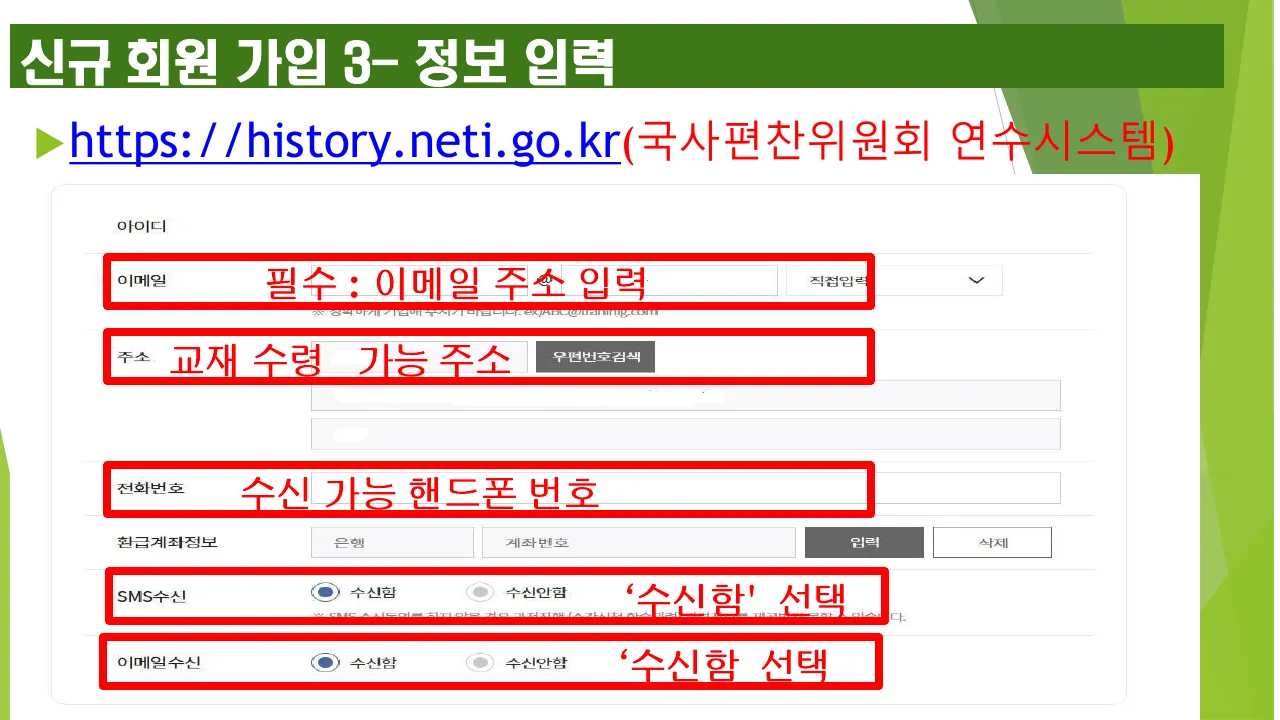 신규 회원 가입 3- 정보 입력
https://history.neti.go.kr(국사편찬위원회 연수시스템)
아이디
이메일 필수 : 이메일 주소 입력 @ 직접입력
주소 교재 수령 가능 주소 우편번호검색
전화번호 수신 가능 핸드폰 번호
환급계좌정보 은행 계좌번호 입력 삭제
SMS수신 수신함 수신안함 ‘수신함' 선택
이메일수신 수신함 수신안함 ‘수신함 선택